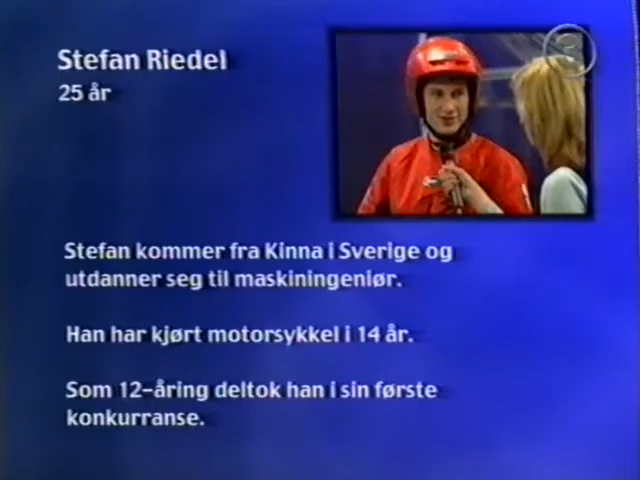 Stefan Riedel
25 år
Stefan kommer fra Kinna i Sverige og
utdanner seg til maskiningeniør.
Han har kjørt motorsykkel i 14 år.
Som 12-åring deltok han i sin første
konkurranse.